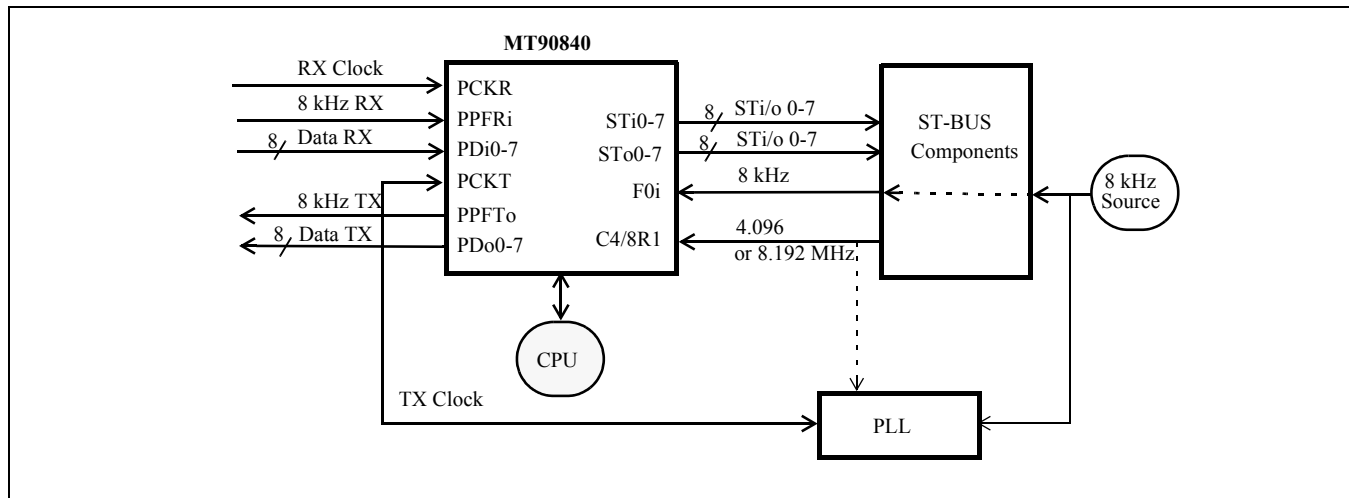 MT90840
RX Clock
8 kHz RX
8 Data RX
8 kHz TX
8 Data TX
PCKR
PPFRi
PDi0-7
PCKT
PPFTo
PDo0-7
STi0-7
STo0-7
F0i
C4/8R1
8 STi/o 0-7
8 STi/o 0-7
8 kHz
4.096
or 8.192 MHz
ST-BUS
Components
8 kHz
Source
CPU
TX Clock
PLL